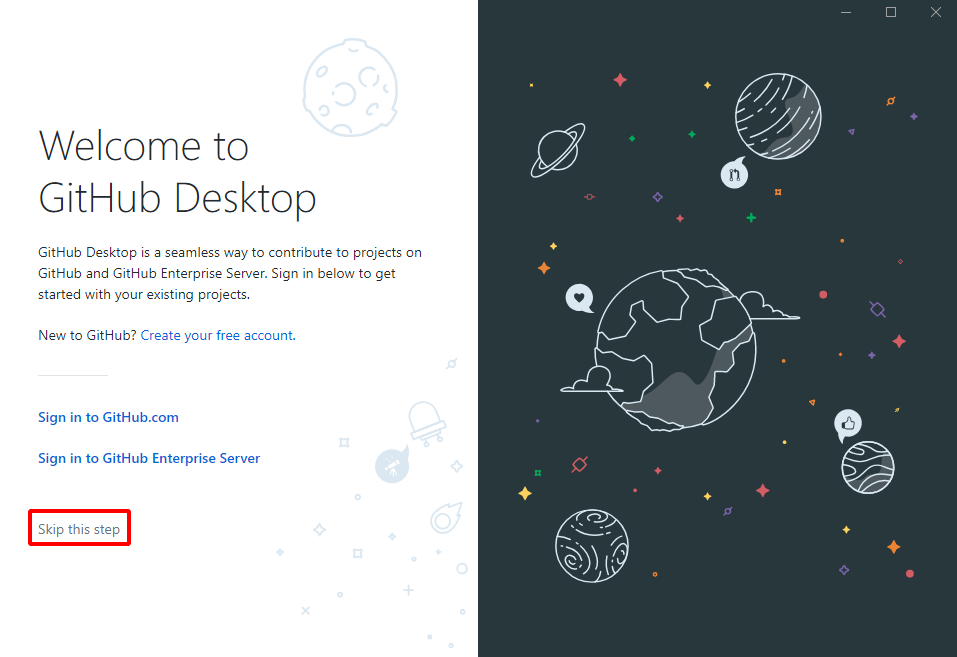 Welcome to
GitHub Desktop
GitHub Desktop is a seamless way to contribute to projects on
GitHub and GitHub Enterprise Server. Sign in below to get
started with your existing projects.
New to GitHub? Create your free account.
Sign in to GitHub.com
Sign in to GitHub Enterprise Server
Skip this step